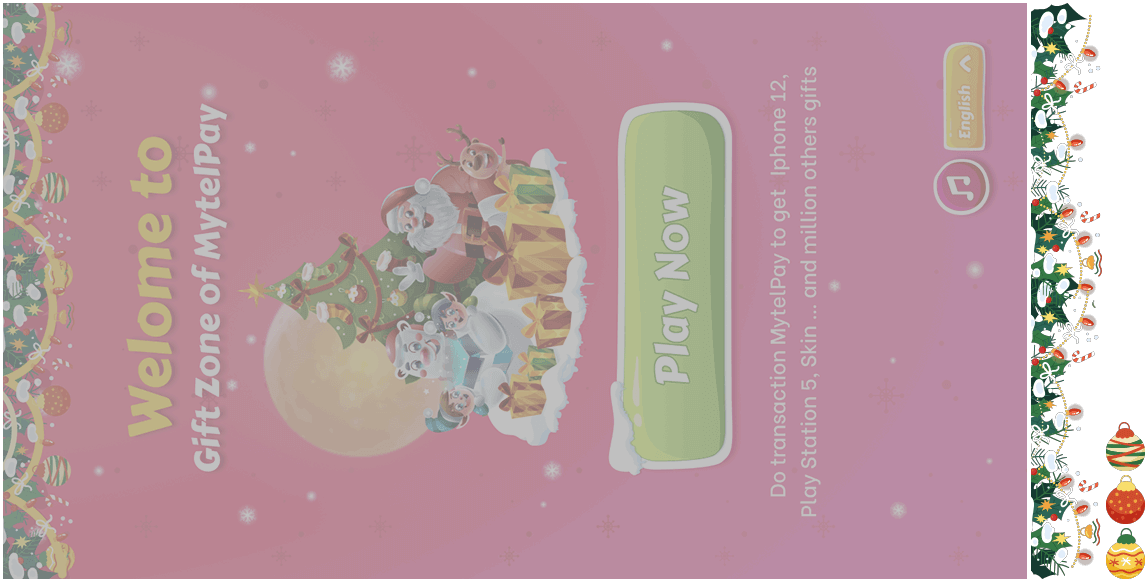 Welome to
Gift Zone of MytelPay
Play Now
Do transaction MytelPay to get Iphone 12,
Play Station 5, Skin ... and million others gifts
English